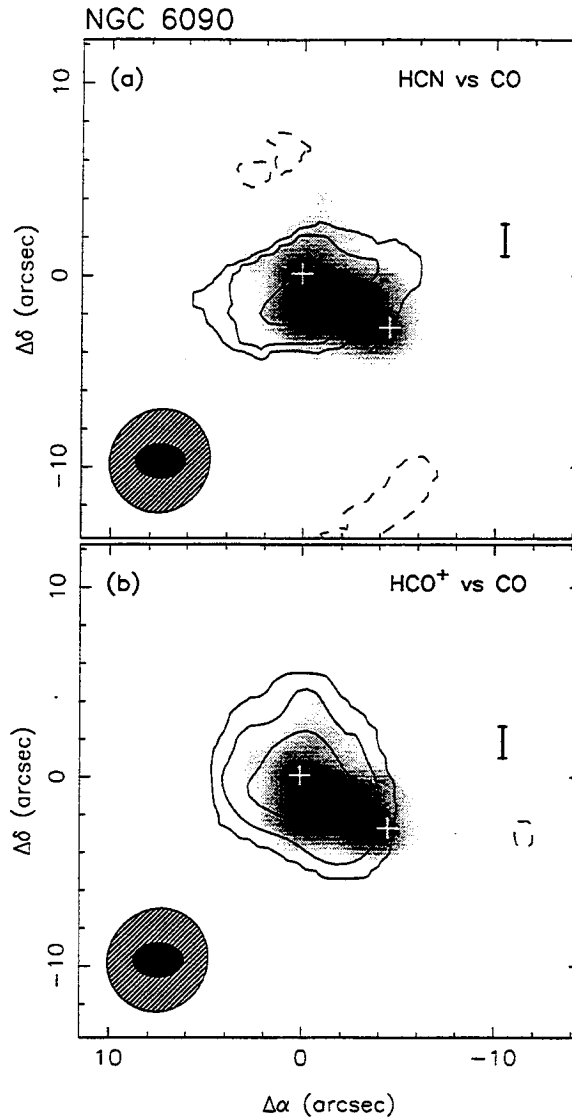 NGC 6090
(a) HCN vs CO
10
0
-10
Δδ (arcsec)
(b) HCO⁺ vs CO
10
0
-10
Δδ (arcsec)
10 0 -10
Δα (arcsec)